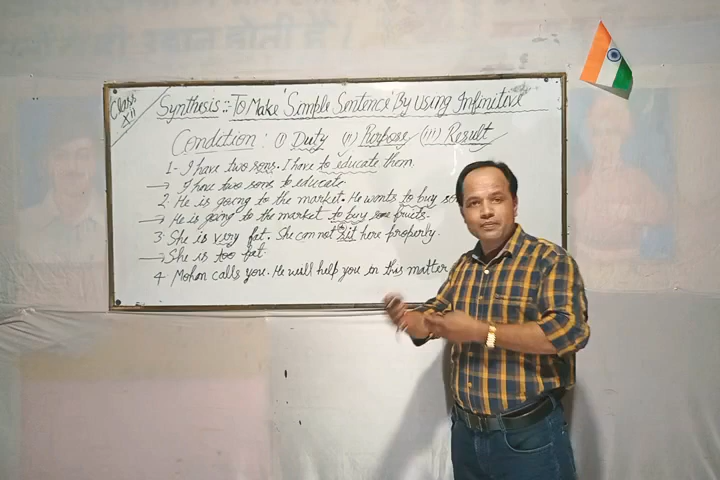 Class
XII
Synthesis :- To Make 'Simple Sentence' By Using Infinitive
Condition : (i) Duty (ii) Purpose (iii) Result
1- I have two sons. I have to educate them.
→ I have two sons to educate
2. He is going to the market. He wants to buy
→ He is going to the market to buy some fruits.
3. She is very fat. She can not sit here properly.
→ She is too fat
4 Mohan calls you. He will help you in this matter